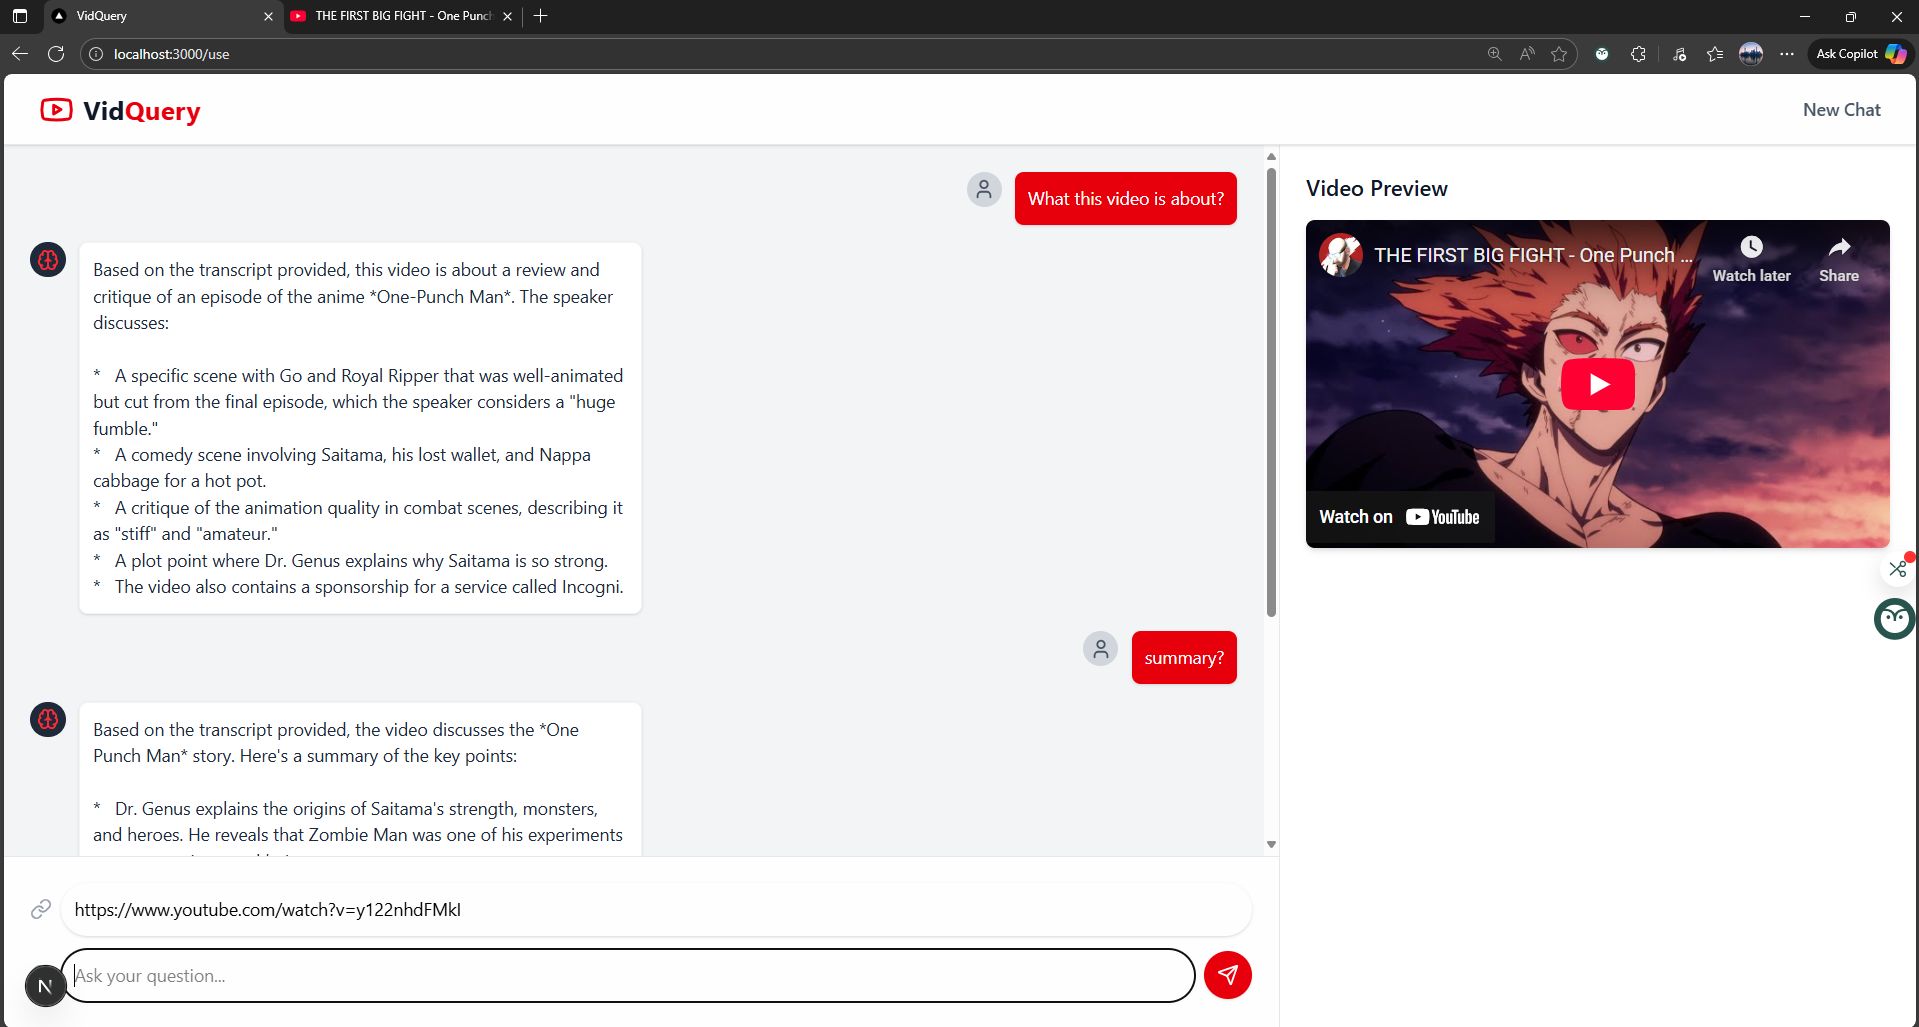 VidQuery
THE FIRST BIG FIGHT - One Punch
localhost:3000/use
Ask Copilot
VidQuery
New Chat
What this video is about?
Based on the transcript provided, this video is about a review and
critique of an episode of the anime *One-Punch Man*. The speaker
discusses:
* A specific scene with Go and Royal Ripper that was well-animated
but cut from the final episode, which the speaker considers a "huge
fumble."
* A comedy scene involving Saitama, his lost wallet, and Nappa
cabbage for a hot pot.
* A critique of the animation quality in combat scenes, describing it
as "stiff" and "amateur."
* A plot point where Dr. Genus explains why Saitama is so strong.
* The video also contains a sponsorship for a service called Incogni.
summary?
Based on the transcript provided, the video discusses the *One
Punch Man* story. Here's a summary of the key points:
* Dr. Genus explains the origins of Saitama's strength, monsters,
and heroes. He reveals that Zombie Man was one of his experiments
https://www.youtube.com/watch?v=y122nhdFMkI
Ask your question...
N
Video Preview
THE FIRST BIG FIGHT - One Punch ...
Watch later
Share
Watch on YouTube